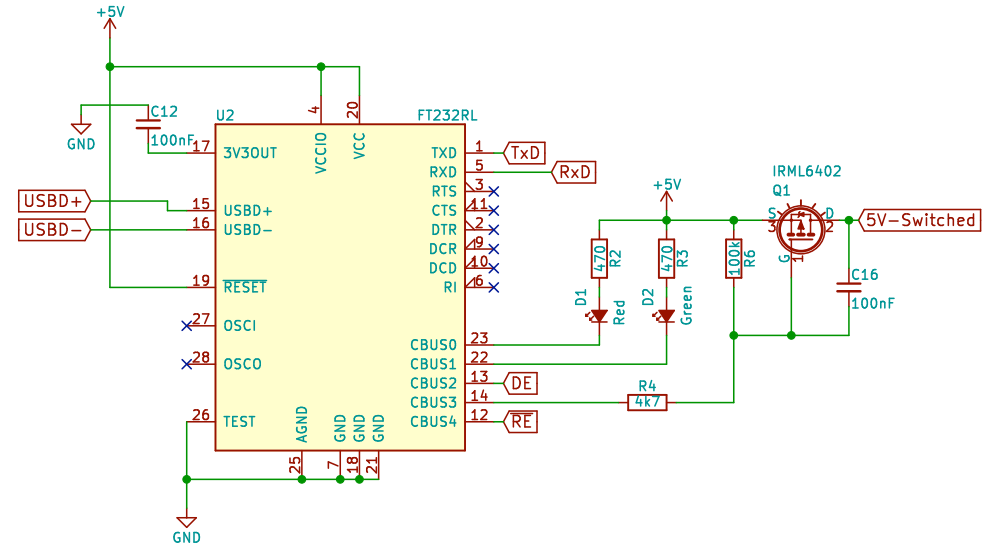 +5V
GND
C12
100nF
U2
FT232RL
4
VCCIO
20
VCC
17
3V3OUT
USBD+
15
USBD+
USBD-
16
USBD-
19
RESET
27
OSCI
28
OSCO
26
TEST
25
AGND
7
GND
18
GND
21
GND
GND
TXD
1
TxD
RXD
5
RxD
RTS
3
CTS
11
DTR
2
DCR
9
DCD
10
RI
6
CBUS0
23
CBUS1
22
CBUS2
13
DE
CBUS3
14
CBUS4
12
RE
+5V
470
R2
D1
Red
470
R3
D2
Green
100k
R6
R4
4k7
IRML6402
Q1
S
3
D
2
G
1
5V-Switched
C16
100nF